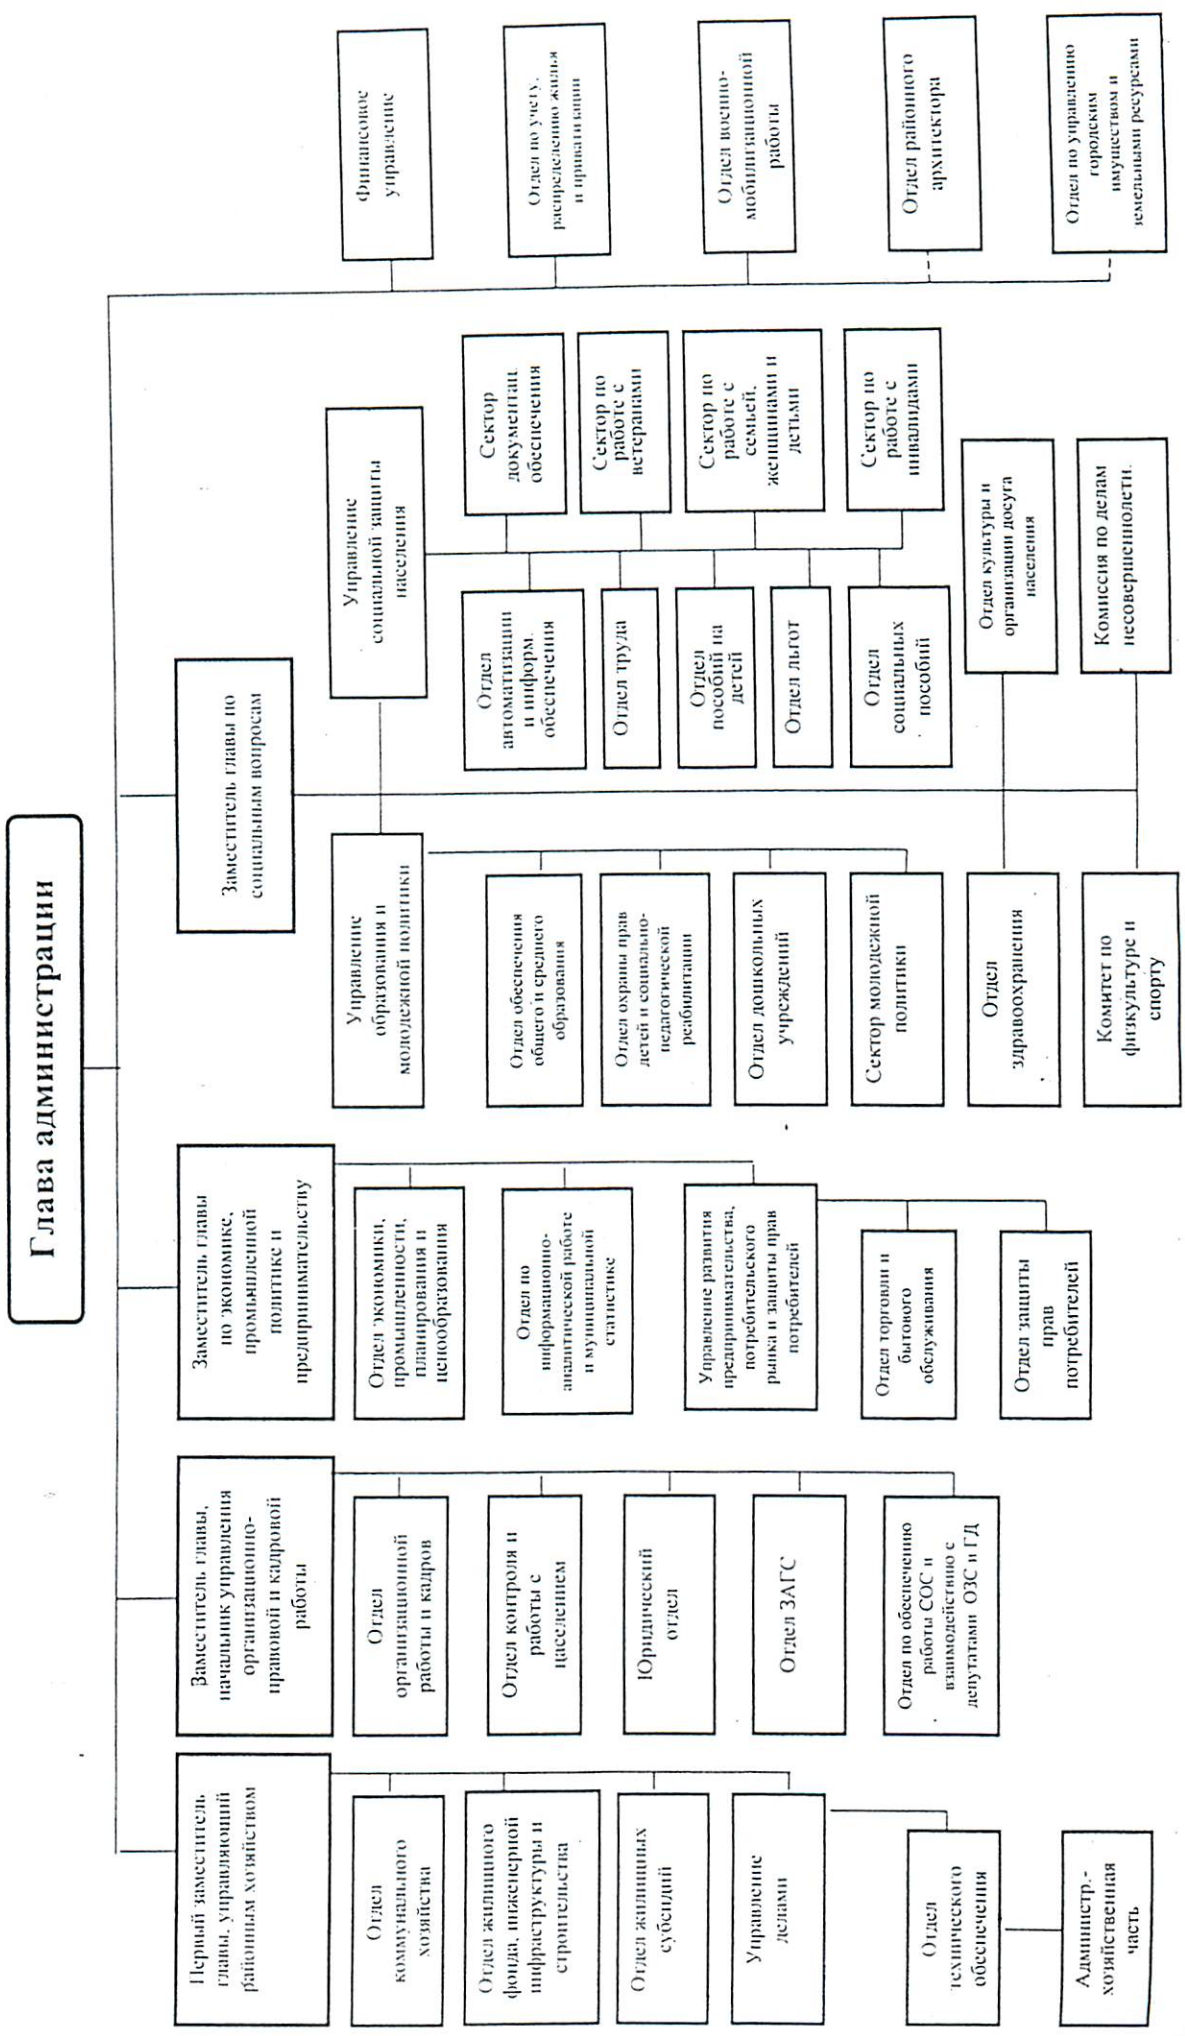 Глава администрации
Первый заместитель
главы, управляющий
районным хозяйством
Отдел
коммунального
хозяйства
Отдел жилищного
фонда, инженерной
инфраструктуры и
строительства
Отдел жилищных
субсидий
Управление
делами
Отдел
технического
обеспечения
Администр.-
хозяйственная
часть
Заместитель главы,
начальник управления
организационно-
правовой и кадровой
работы
Отдел
организационной
работы и кадров
Отдел контроля и
работы с
населением
Юридический
отдел
Отдел ЗАГС
Отдел по обеспечению
работы СОС и
взаимодействию с
депутатами ОЗС и ГД
Заместитель главы
по экономике,
промышленной
политике и
предпринимательству
Отдел экономики,
промышленности,
планирования и
ценообразования
Отдел по
информационно-
аналитической работе
и муниципальной
статистике
Управление развития
предпринимательства,
потребительского
рынка и защиты прав
потребителей
Отдел торговли и
бытового
обслуживания
Отдел защиты
прав
потребителей
Заместитель главы по
социальным вопросам
Управление
образования и
молодежной политики
Отдел обеспечения
общего и среднего
образования
Отдел охраны прав
детей и социально-
педагогической
реабилитации
Отдел дошкольных
учреждений
Сектор молодежной
политики
Отдел
здравоохранения
Комитет по
физкультуре и
спорту
Управление
социальной защиты
населения
Отдел
автоматизации
и информ.
обеспечения
Отдел труда
Отдел
пособий на
детей
Отдел льгот
Отдел
социальных
пособий
Сектор
документац.
обеспечения
Сектор по
работе с
ветеранами
Сектор по
работе с
семьей,
женщинами и
детьми
Сектор по
работе с
инвалидами
Отдел культуры и
организации досуга
населения
Комиссия по делам
несовершеннолетн.
Финансовое
управление
Отдел по учету,
распределению жилья
и приватизации
Отдел военно-
мобилизационной
работы
Отдел районного
архитектора
Отдел по управлению
городским
имуществом и
земельными ресурсами